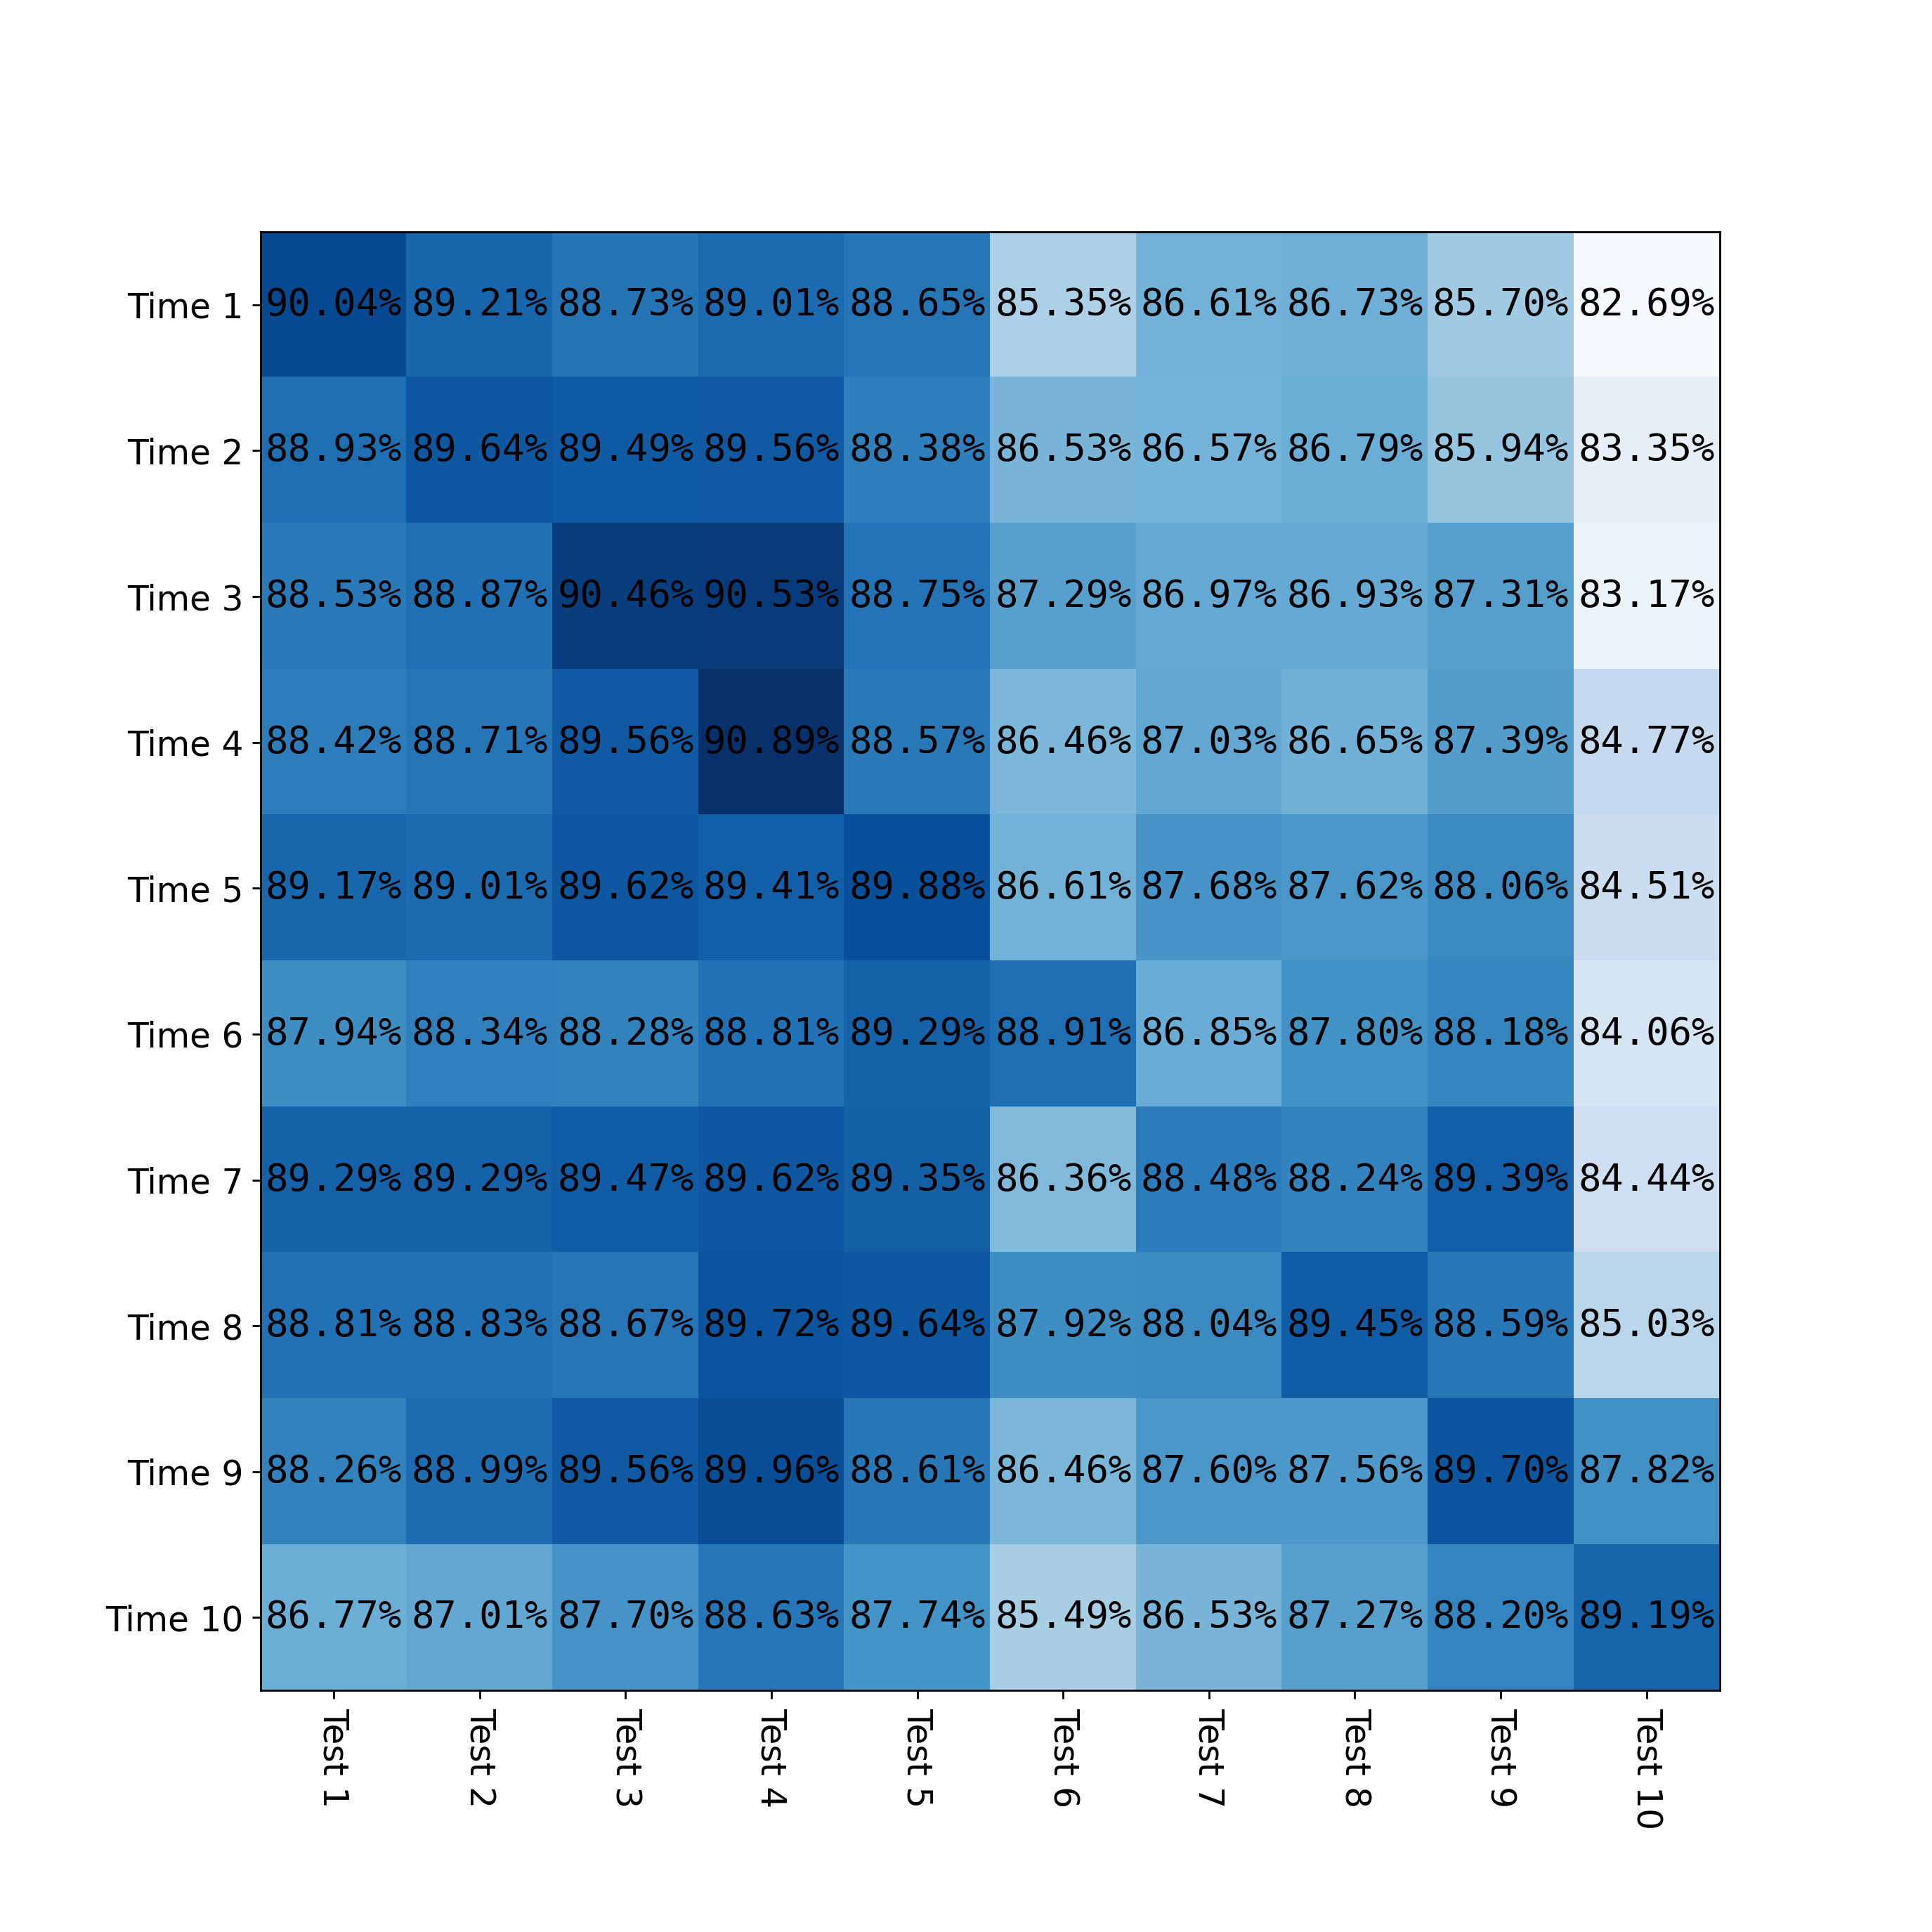 Time 1 90.04% 89.21% 88.73% 89.01% 88.65% 85.35% 86.61% 86.73% 85.70% 82.69%
Time 2 88.93% 89.64% 89.49% 89.56% 88.38% 86.53% 86.57% 86.79% 85.94% 83.35%
Time 3 88.53% 88.87% 90.46% 90.53% 88.75% 87.29% 86.97% 86.93% 87.31% 83.17%
Time 4 88.42% 88.71% 89.56% 90.89% 88.57% 86.46% 87.03% 86.65% 87.39% 84.77%
Time 5 89.17% 89.01% 89.62% 89.41% 89.88% 86.61% 87.68% 87.62% 88.06% 84.51%
Time 6 87.94% 88.34% 88.28% 88.81% 89.29% 88.91% 86.85% 87.80% 88.18% 84.06%
Time 7 89.29% 89.29% 89.47% 89.62% 89.35% 86.36% 88.48% 88.24% 89.39% 84.44%
Time 8 88.81% 88.83% 88.67% 89.72% 89.64% 87.92% 88.04% 89.45% 88.59% 85.03%
Time 9 88.26% 88.99% 89.56% 89.96% 88.61% 86.46% 87.60% 87.56% 89.70% 87.82%
Time 10 86.77% 87.01% 87.70% 88.63% 87.74% 85.49% 86.53% 87.27% 88.20% 89.19%
Test 1
Test 2
Test 3
Test 4
Test 5
Test 6
Test 7
Test 8
Test 9
Test 10